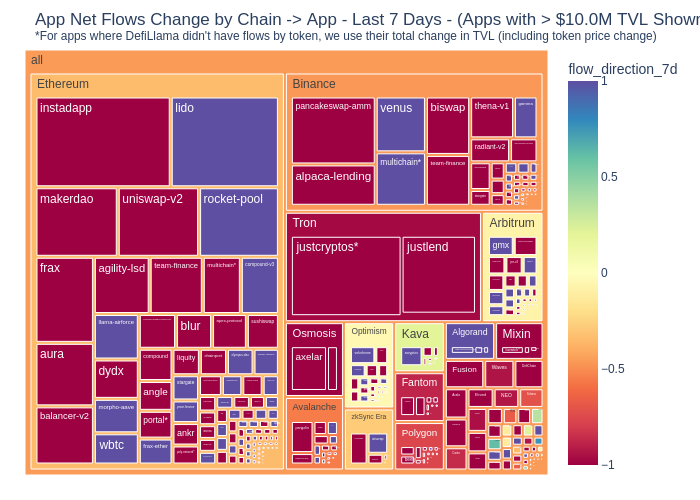 App Net Flows Change by Chain -> App - Last 7 Days - (Apps with > $10.0M TVL Shown
*For apps where DefiLlama didn't have flows by token, we use their total change in TVL (including token price change)
all
Ethereum
instadapp
lido
makerdao
uniswap-v2
rocket-pool
frax
agility-lsd
team-finance
multichain*
compound-v3
llama-airforce
blur
sushiswap
aura
dydx
compound
liquity
angle
stargate
morpho-aave
balancer-v2
portal*
wbtc
ankr
frax-ether
Binance
pancakeswap-amm
venus
biswap
thena-v1
radiant-v2
alpaca-lending
multichain*
team-finance
Tron
justcryptos*
justlend
Arbitrum
gmx
Osmosis
axelar
Optimism
Kava
Algorand
Mixin
Avalanche
zkSync Era
Fantom
Polygon
Fusion
Waves
NEO
flow_direction_7d
1
0.5
0
−0.5
−1